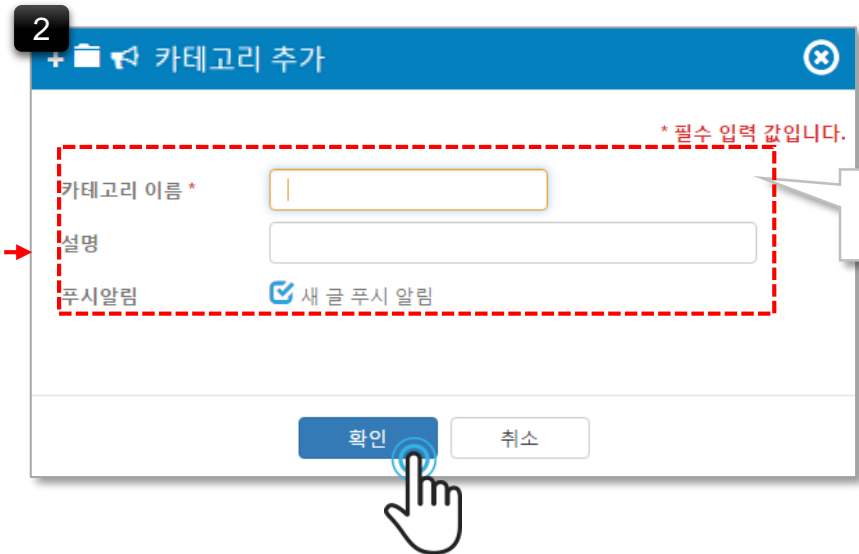 2
카테고리 추가
* 필수 입력 값입니다.
카테고리 이름 *
설명
푸시알림
새 글 푸시 알림
확인
취소